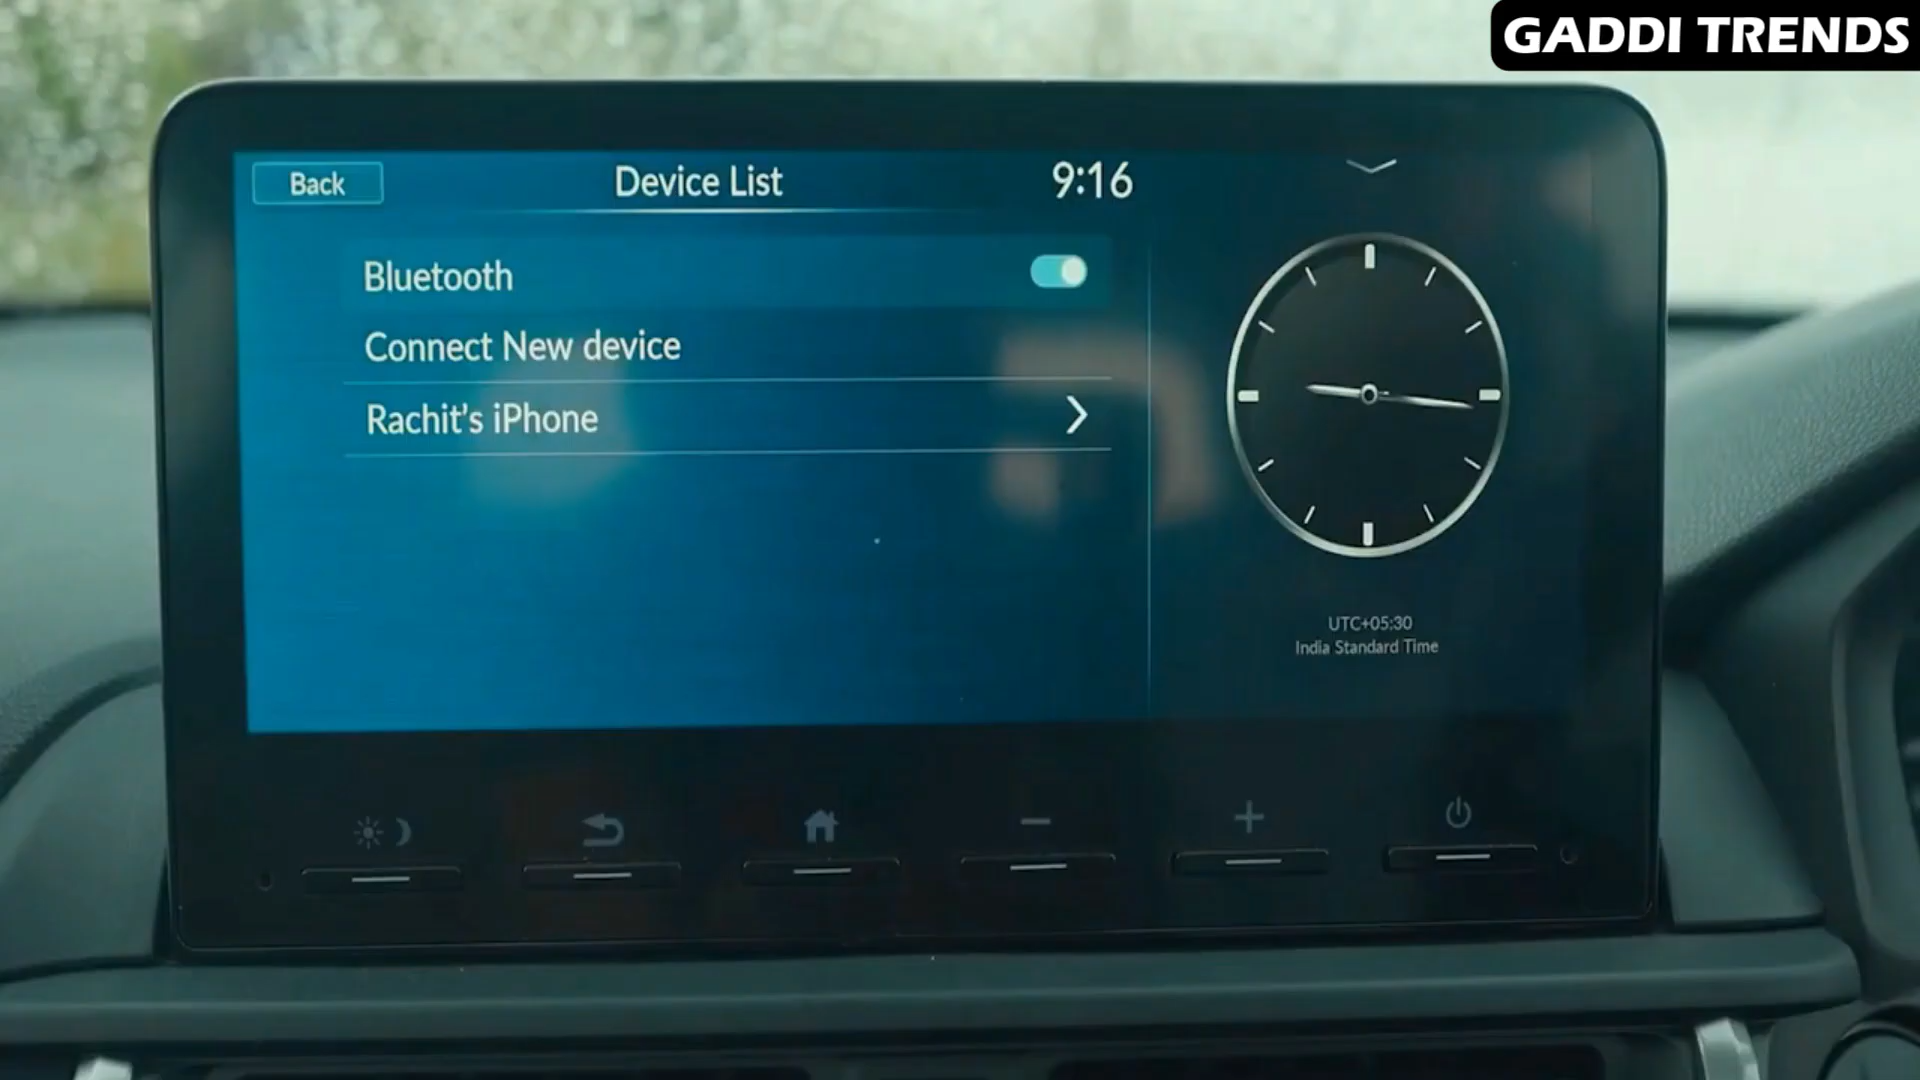 GADDI TRENDS
Back
Device List
9:16
Bluetooth
Connect New device
Rachit's iPhone
UTC+05:30
India Standard Time